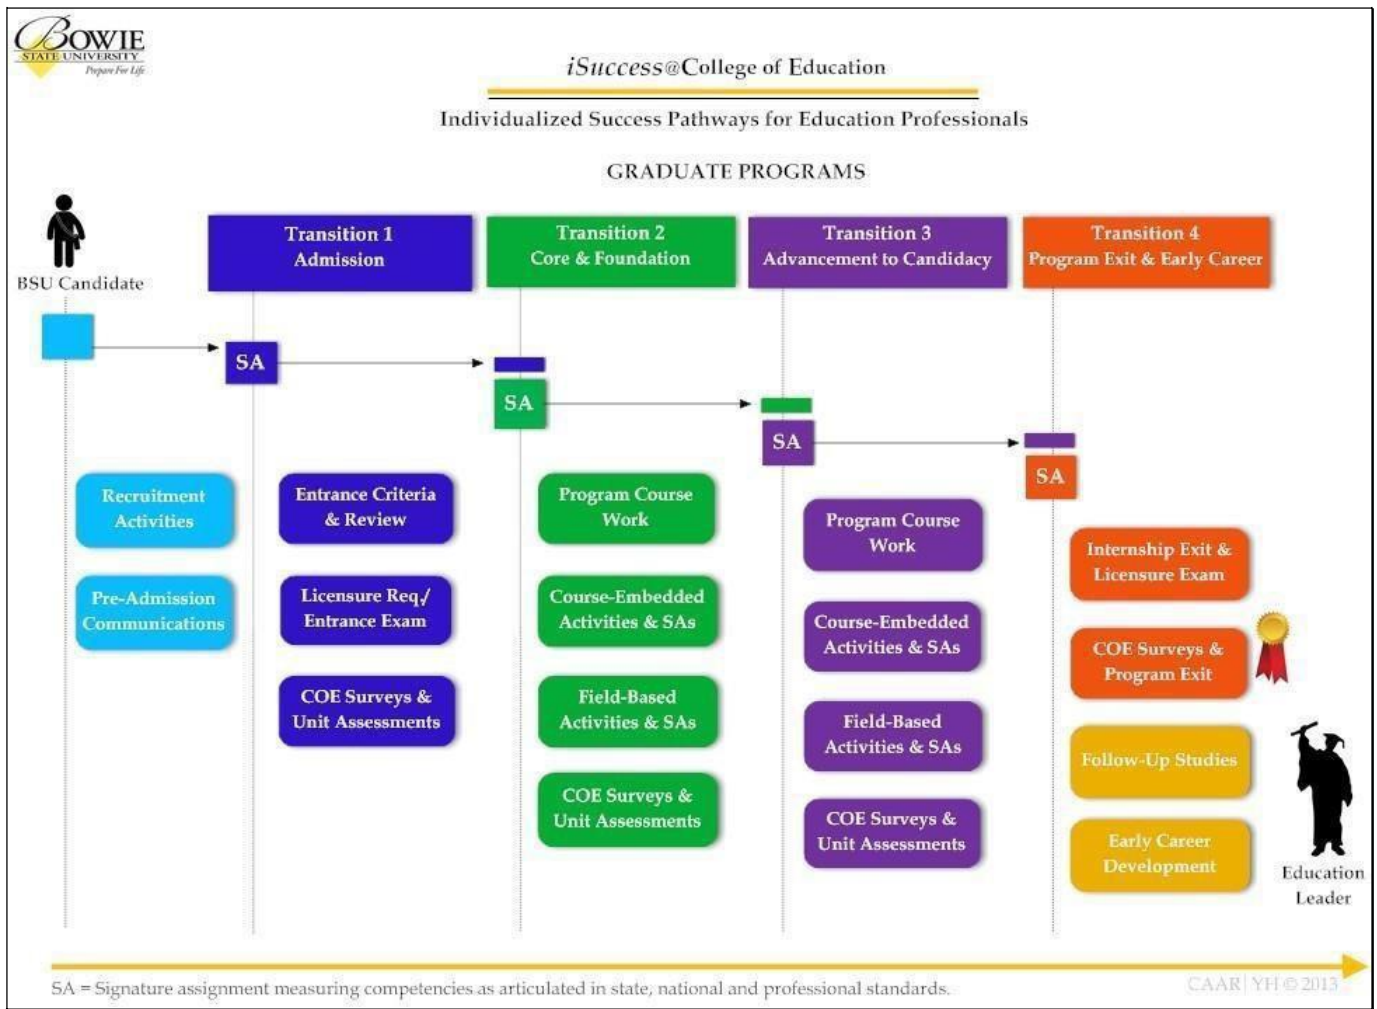 BOWIE
STATE UNIVERSITY
Prepare For Life
iSuccess@College of Education
Individualized Success Pathways for Education Professionals
GRADUATE PROGRAMS
BSU Candidate
Transition 1
Admission
Transition 2
Core & Foundation
Transition 3
Advancement to Candidacy
Transition 4
Program Exit & Early Career
SA
SA
SA
SA
Recruitment
Activities
Pre-Admission
Communications
Entrance Criteria
& Review
Licensure Req./
Entrance Exam
COE Surveys &
Unit Assessments
Program Course
Work
Course-Embedded
Activities & SAs
Field-Based
Activities & SAs
COE Surveys &
Unit Assessments
Program Course
Work
Course-Embedded
Activities & SAs
Field-Based
Activities & SAs
COE Surveys &
Unit Assessments
Internship Exit &
Licensure Exam
COE Surveys &
Program Exit
Follow-Up Studies
Early Career
Development
Education
Leader
SA = Signature assignment measuring competencies as articulated in state, national and professional standards.
CAAR | YH © 2013